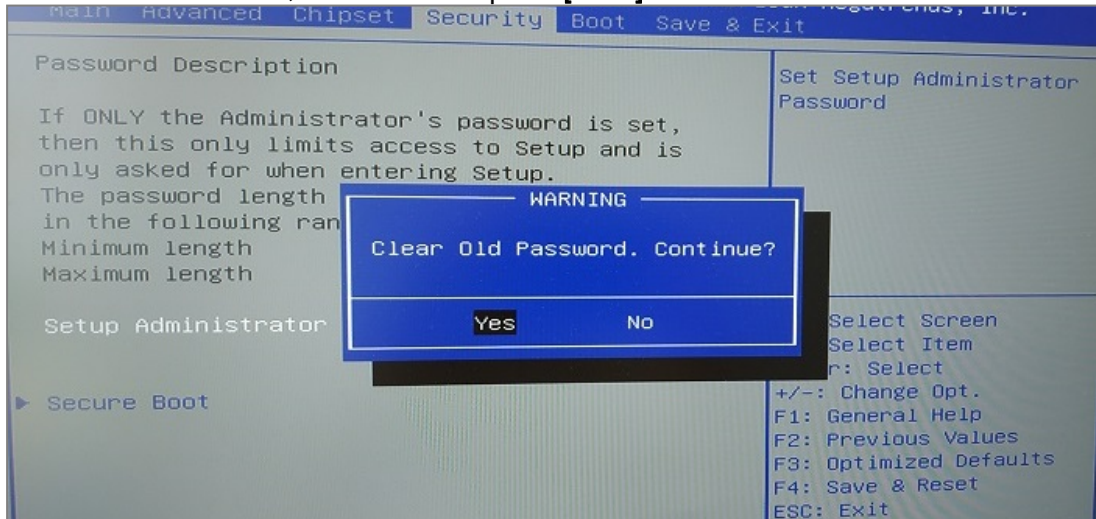 Main Advanced Chipset Security Boot Save & Exit
Password Description
If ONLY the Administrator's password is set,
then this only limits access to Setup and is
only asked for when entering Setup.
The password length
in the following ran
Minimum length
Maximum length
Setup Administrator
Secure Boot
WARNING
Clear Old Password. Continue?
Yes No
Set Setup Administrator
Password
Select Screen
Select Item
r: Select
+/-: Change Opt.
F1: General Help
F2: Previous Values
F3: Optimized Defaults
F4: Save & Reset
ESC: Exit